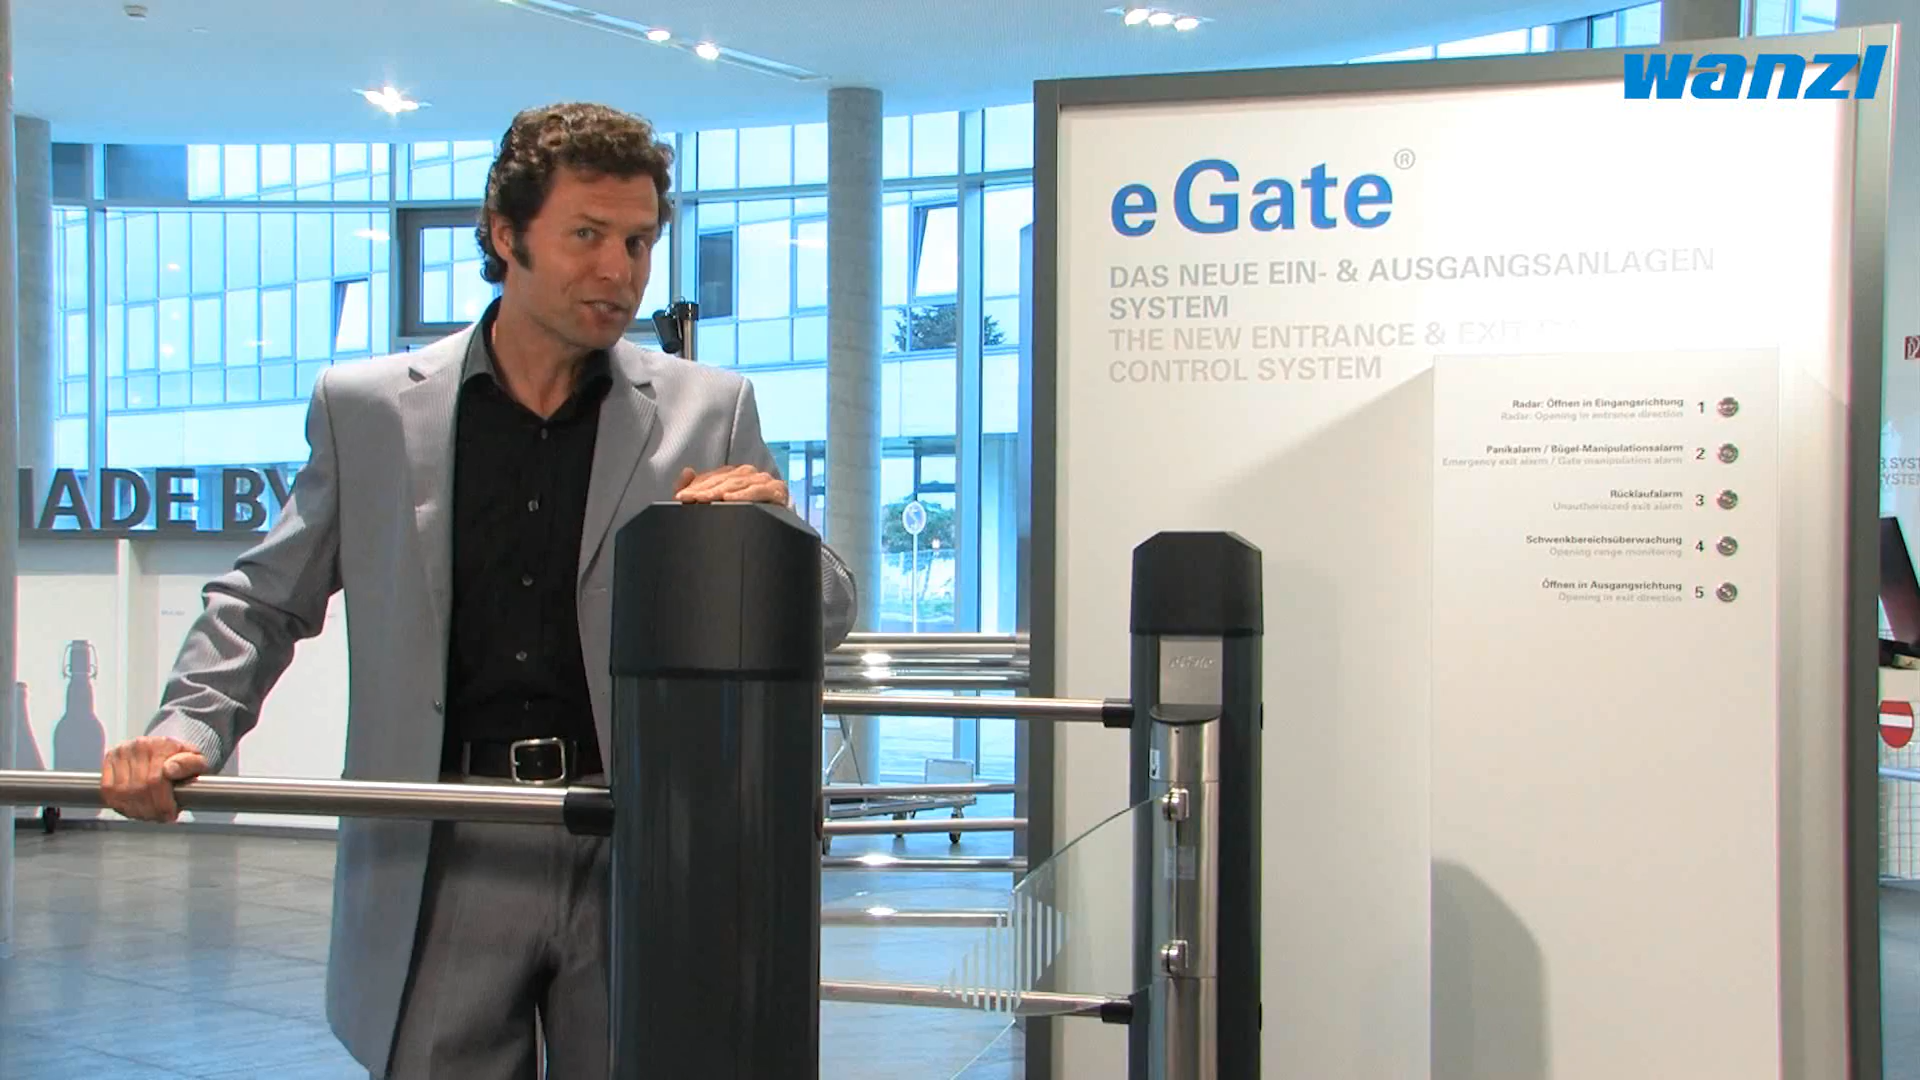 wanzl
eGate®
DAS NEUE EIN- & AUSGANGSANLAGEN
SYSTEM
THE NEW ENTRANCE & EXIT
CONTROL SYSTEM
Radar: Öffnen in Eingangsrichtung 1
Radar: Opening in entrance direction
Panikalarm / Bügel-Manipulationsalarm 2
Emergency exit alarm / Gate manipulation alarm
Rücklaufalarm 3
Unauthorized exit alarm
Schwenkbereichsüberwachung 4
Opening range monitoring
Öffnen in Ausgangsrichtung 5
Opening in exit direction
ADE BY